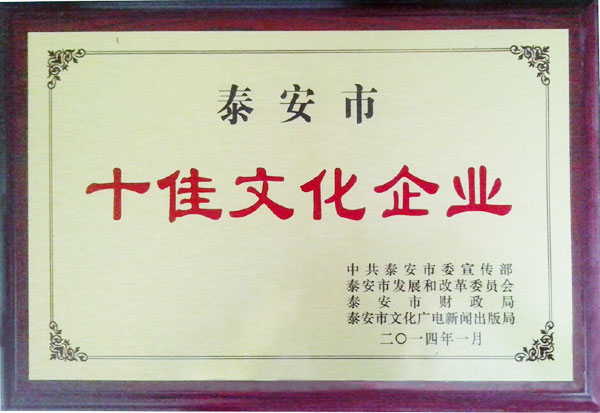 泰安市
十佳文化企业
中共泰安市委宣传部
泰安市发展和改革委员会
泰安市财政局
泰安市文化广电新闻出版局
二〇一四年一月